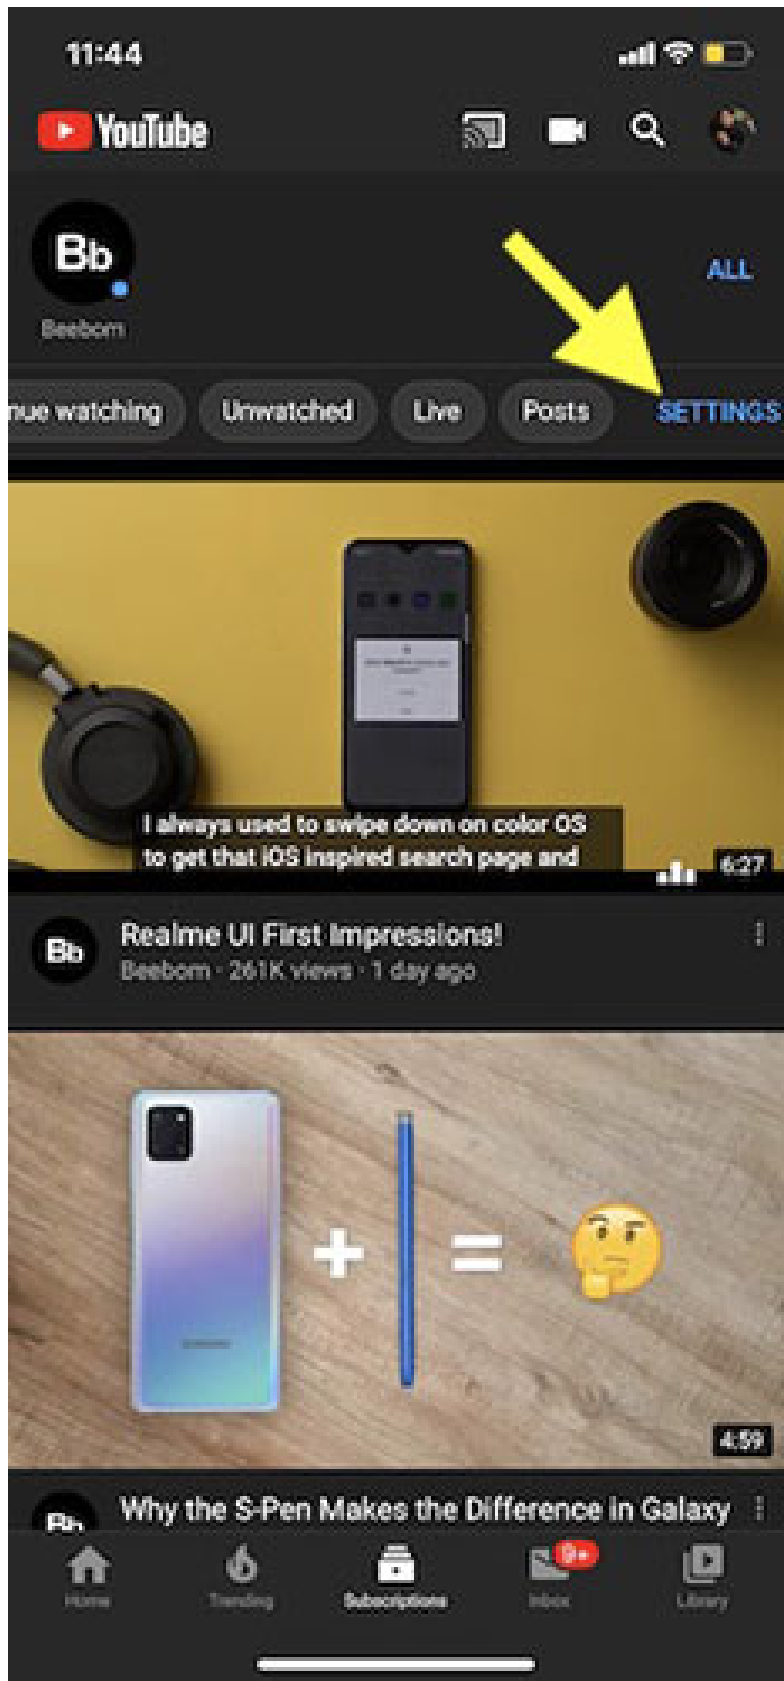 11:44
YouTube
Bb
ALL
Beebom
nue watching
Unwatched
Live
Posts
SETTINGS
I always used to swipe down on color OS
to get that iOS inspired search page and
6:27
Bb
Realme UI First Impressions!
Beebom · 261K views · 1 day ago
SAMSUNG
4:59
Bb
Why the S-Pen Makes the Difference in Galaxy
9+
Home
Trending
Subscriptions
Inbox
Library